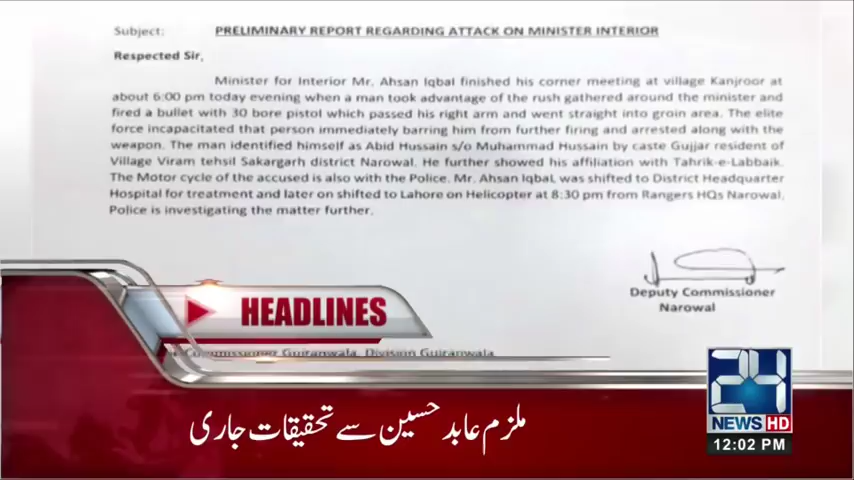 Subject: PRELIMINARY REPORT REGARDING ATTACK ON MINISTER INTERIOR
Respected Sir,
Minister for Interior Mr. Ahsan Iqbal finished his corner meeting at village Kanjroor at
about 6:00 pm today evening when a man took advantage of the rush gathered around the minister and
fired a bullet with 30 bore pistol which passed his right arm and went straight into groin area. The elite
force incapacitated that person immediately barring him from further firing and arrested along with the
weapon. The man identified himself as Abid Hussain s/o Muhammad Hussain by caste Gujjar resident of
Village Viram tehsil Sakargarh district Narowal. He further showed his affiliation with Tahrik-e-Labbaik.
The Motor cycle of the accused is also with the Police. Mr. Ahsan Iqbal, was shifted to District Headquarter
Hospital for treatment and later on shifted to Lahore on Helicopter at 8:30 pm from Rangers HQs Narowal.
Police is investigating the matter further.
Deputy Commissioner
Narowal
HEADLINES
Commissioner Gujranwala, Division Gujranwala
ملزم عابد حسین سے تحقیقات جاری
24
NEWS HD
12:02 PM